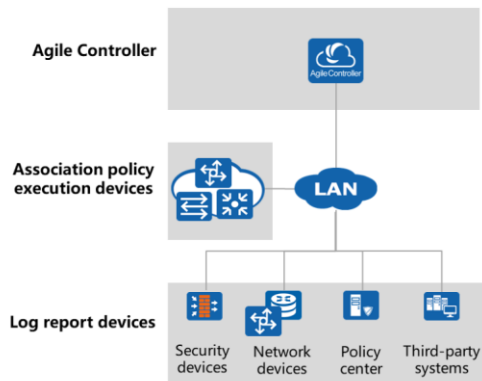 Agile Controller
AgileController
Association policy
execution devices
LAN
Log report devices
Security
devices
Network
devices
Policy
center
Third-party
systems